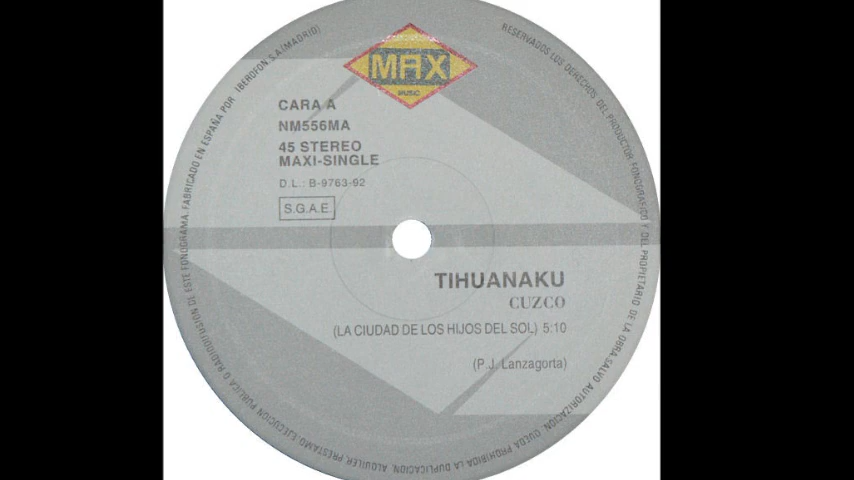 MAX
MUSIC
CARA A
NM556MA
45 STEREO
MAXI-SINGLE
D.L.: B-9763-92
S.G.A.E.
TIHUANAKU
CUZCO
(LA CIUDAD DE LOS HIJOS DEL SOL) 5:10
(P.J. Lanzagorta)
RESERVADOS LOS DERECHOS DEL PRODUCTOR FONOGRAFICO Y DEL PROPIETARIO DE LA OBRA. SALVO AUTORIZACION, QUEDA PROHIBIDA LA DUPLICACION, ALQUILER, PRESTAMO, EJECUCION PUBLICA O RADIODIFUSION DE ESTE FONOGRAMA. FABRICADO EN ESPAÑA POR IBEROFON S.A. (MADRID)